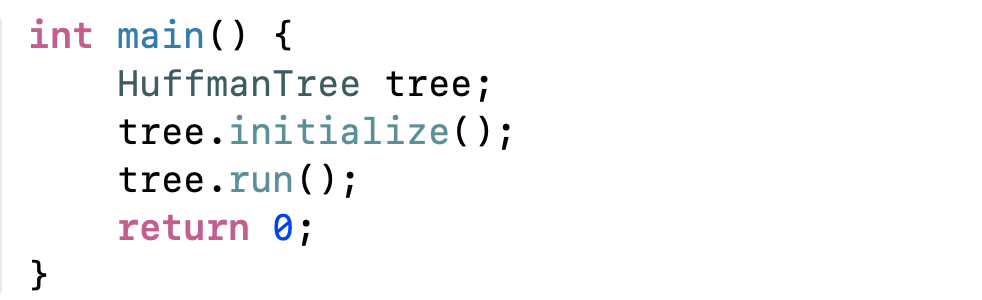 int main() {
    HuffmanTree tree;
    tree.initialize();
    tree.run();
    return 0;
}